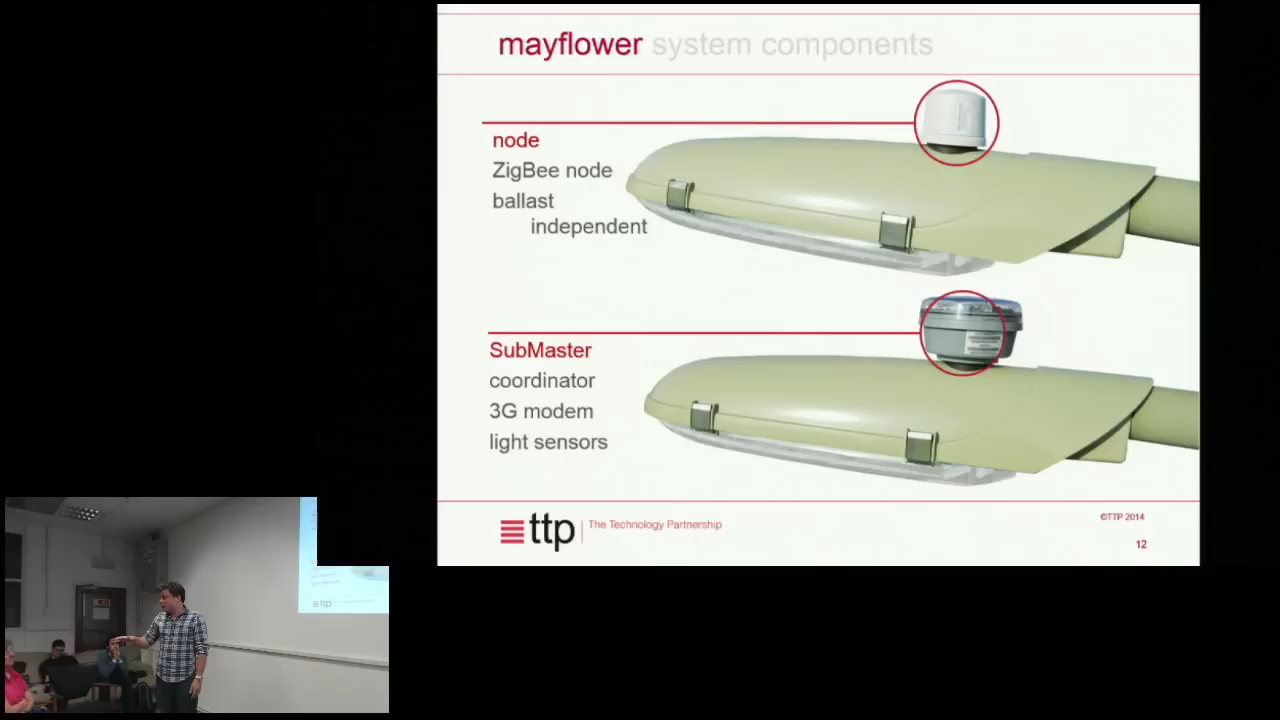 mayflower system components
node
ZigBee node
ballast
independent
SubMaster
coordinator
3G modem
light sensors
ttp
The Technology Partnership
©TTP 2014
12
ttp